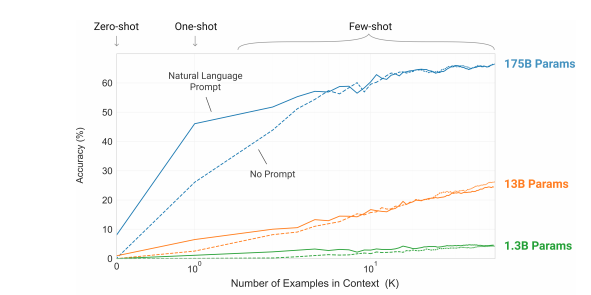 Zero-shot One-shot Few-shot
175B Params
Natural Language
Prompt
No Prompt
13B Params
1.3B Params
Accuracy (%)
60
50
40
30
20
10
0
0 10⁰ 10¹
Number of Examples in Context (K)